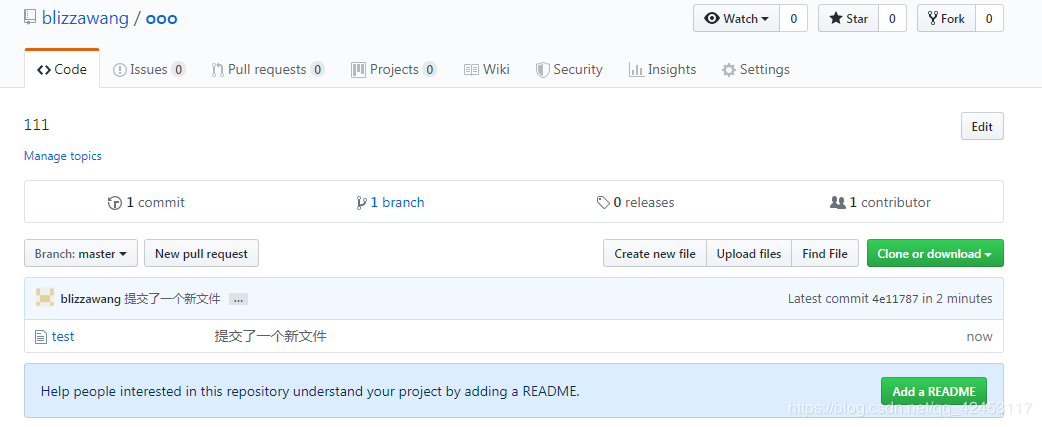 blizzawang / ooo
Watch 0 Star 0 Fork 0
Code Issues 0 Pull requests 0 Projects 0 Wiki Security Insights Settings
111
Edit
Manage topics
1 commit 1 branch 0 releases 1 contributor
Branch: master New pull request Create new file Upload files Find File Clone or download
blizzawang 提交了一个新文件 ... Latest commit 4e11787 in 2 minutes
test 提交了一个新文件 now
Help people interested in this repository understand your project by adding a README.
Add a README
https://blog.csdn.net/qq_42453117